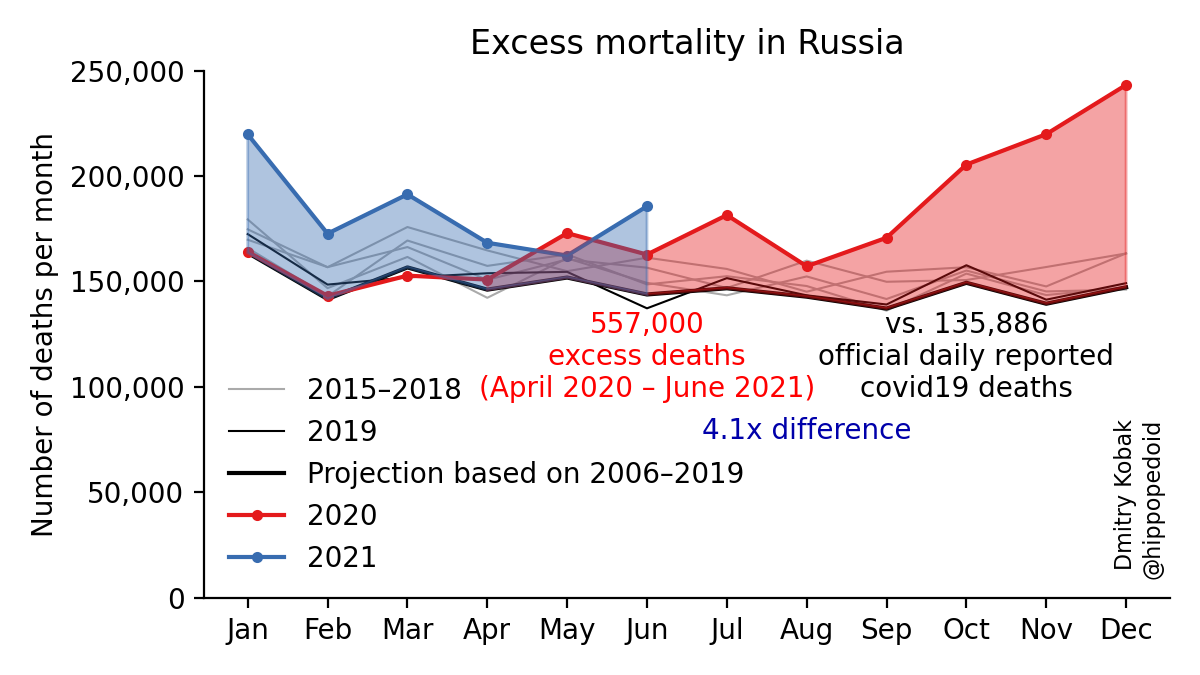 Excess mortality in Russia
Number of deaths per month
250,000
200,000
150,000
100,000
50,000
0
557,000
excess deaths
(April 2020 – June 2021)
vs. 135,886
official daily reported
covid19 deaths
4.1x difference
2015–2018
2019
Projection based on 2006–2019
2020
2021
Dmitry Kobak
@hippopedoid
Jan Feb Mar Apr May Jun Jul Aug Sep Oct Nov Dec